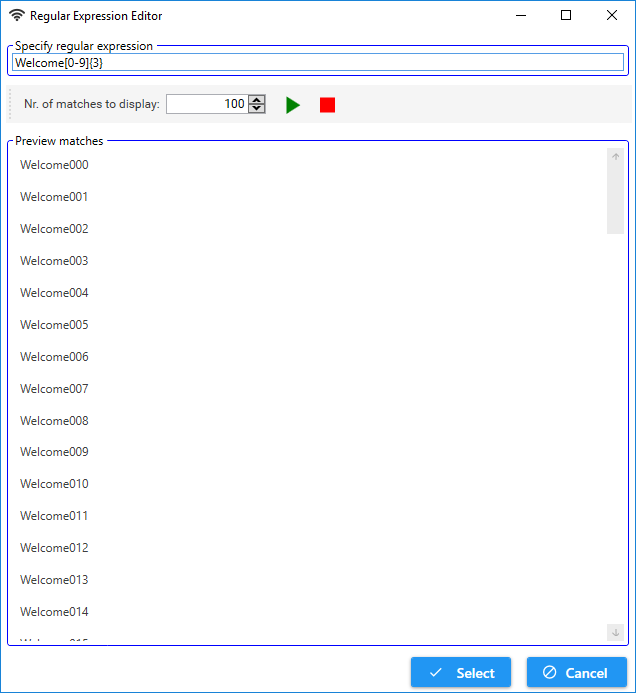 Regular Expression Editor
Specify regular expression
Welcome[0-9]{3}
Nr. of matches to display: 100
Preview matches
Welcome000
Welcome001
Welcome002
Welcome003
Welcome004
Welcome005
Welcome006
Welcome007
Welcome008
Welcome009
Welcome010
Welcome011
Welcome012
Welcome013
Welcome014
Select Cancel